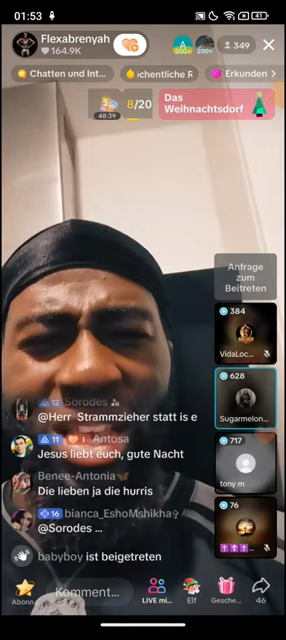 01:53
41
Flexabrenyah
164.9K
200+
200+
349
Chatten und Int...
Erkunden
48:39
8/20
Das
Weihnachtsdorf
Anfrage
zum
Beitreten
384
VidaLoc...
628
Sugarmelon...
717
tony m
76
12 Sorodes
@Herr Strammzieher statt is e
11 Antosa
Jesus liebt euch, gute Nacht
Benee-Antonia
Die lieben ja die hurris
16 bianca_EshoMshikha
@Sorodes ...
babyboy ist beigetreten
Abonn...
Komment...
LIVE mi...
Elf
Gesche...
46